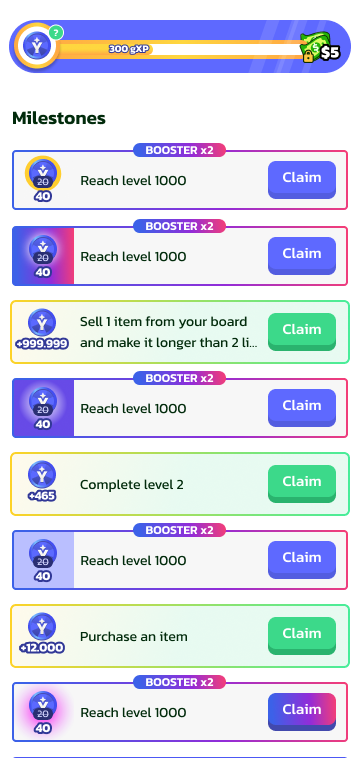 ?
300 gXP
$5
Milestones
BOOSTER x2
20
40
Reach level 1000
Claim
BOOSTER x2
20
40
Reach level 1000
Claim
+999.999
Sell 1 item from your board
and make it longer than 2 li...
Claim
BOOSTER x2
20
40
Reach level 1000
Claim
+465
Complete level 2
Claim
BOOSTER x2
20
40
Reach level 1000
Claim
+12.000
Purchase an item
Claim
BOOSTER x2
20
40
Reach level 1000
Claim